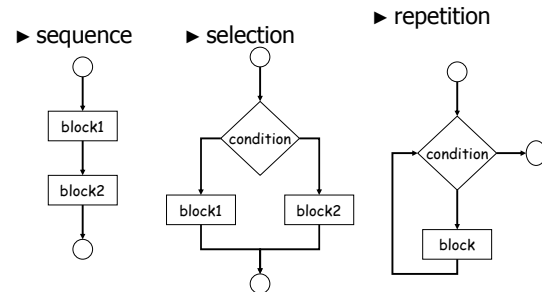 ► sequence
block1
block2
► selection
condition
block1
block2
► repetition
condition
block